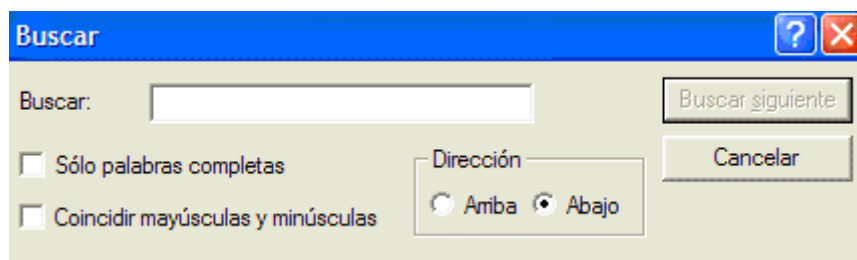 Buscar
Buscar:
Buscar siguiente
Sólo palabras completas
Dirección
Cancelar
Arriba Abajo
Coincidir mayúsculas y minúsculas